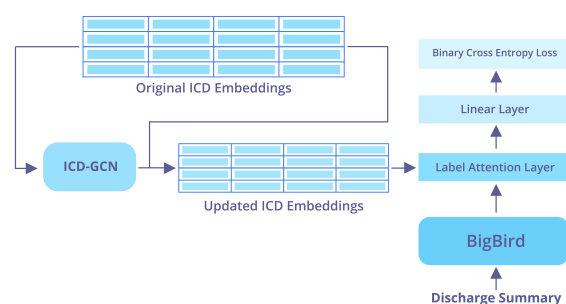 Original ICD Embeddings
ICD-GCN
Updated ICD Embeddings
Binary Cross Entropy Loss
Linear Layer
Label Attention Layer
BigBird
Discharge Summary